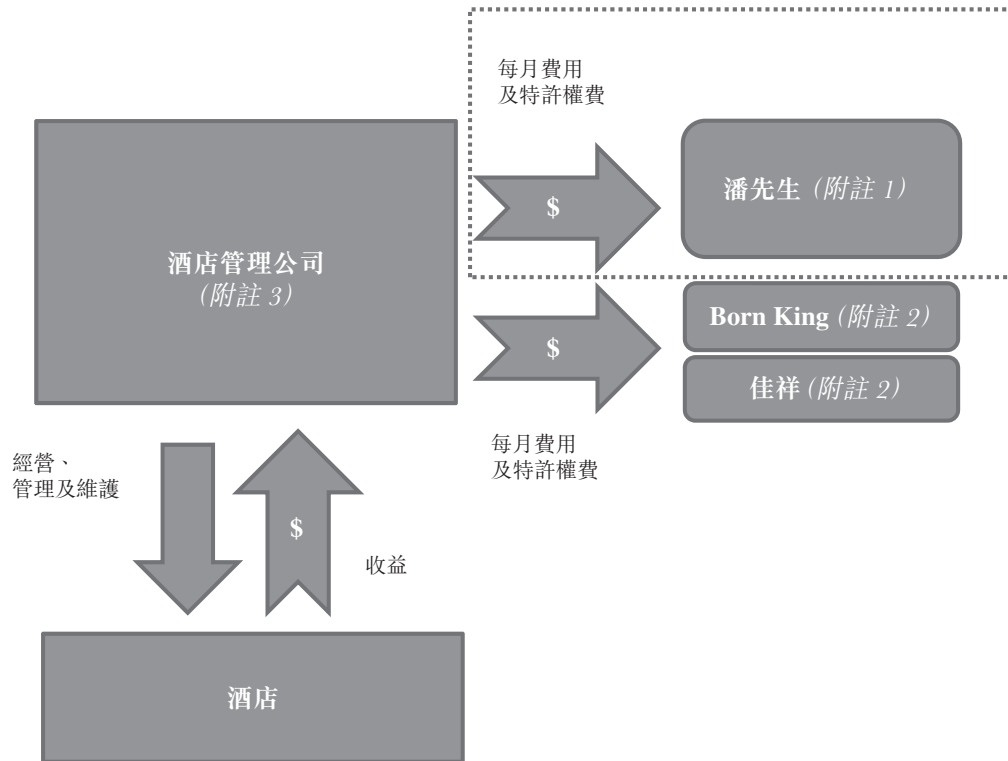 每月費用
及特許權費
$
潘先生 (附註 1)
酒店管理公司
(附註 3)
$
Born King (附註 2)
佳祥 (附註 2)
每月費用
及特許權費
經營、
管理及維護
$
收益
酒店